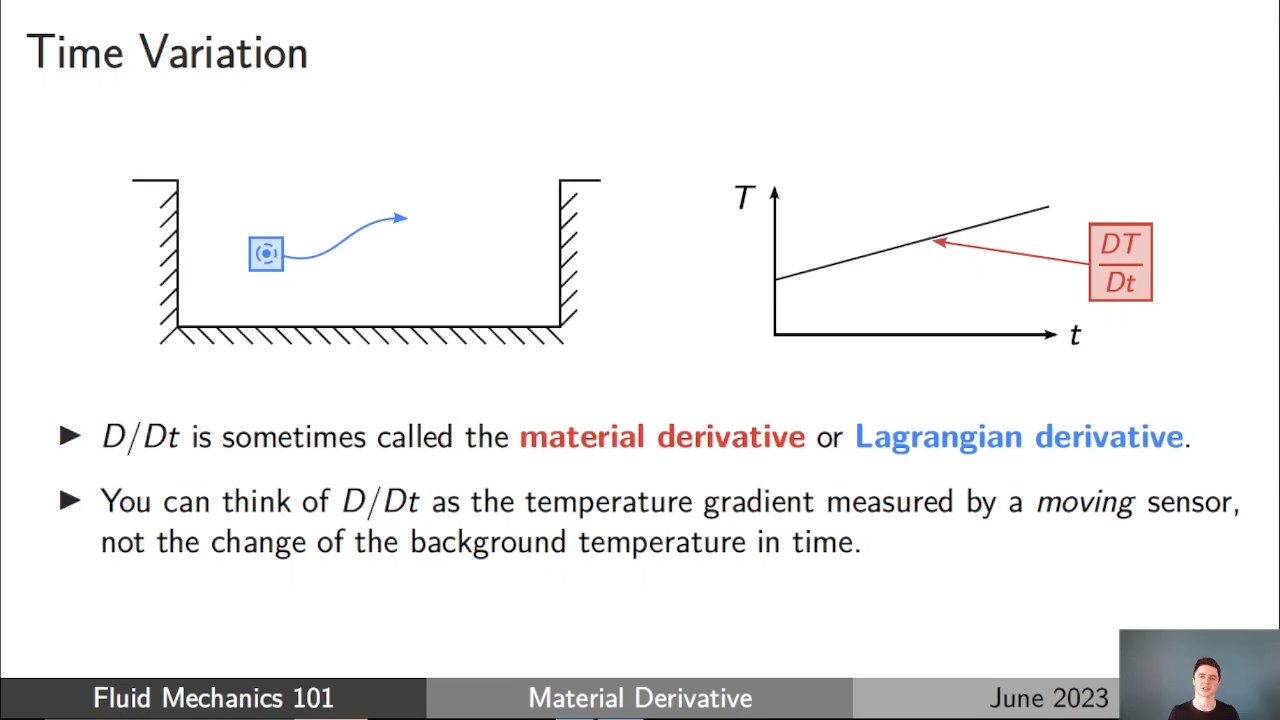 Time Variation
T
DT
Dt
t
D/Dt is sometimes called the material derivative or Lagrangian derivative.
You can think of D/Dt as the temperature gradient measured by a moving sensor,
not the change of the background temperature in time.
Fluid Mechanics 101
Material Derivative
June 2023